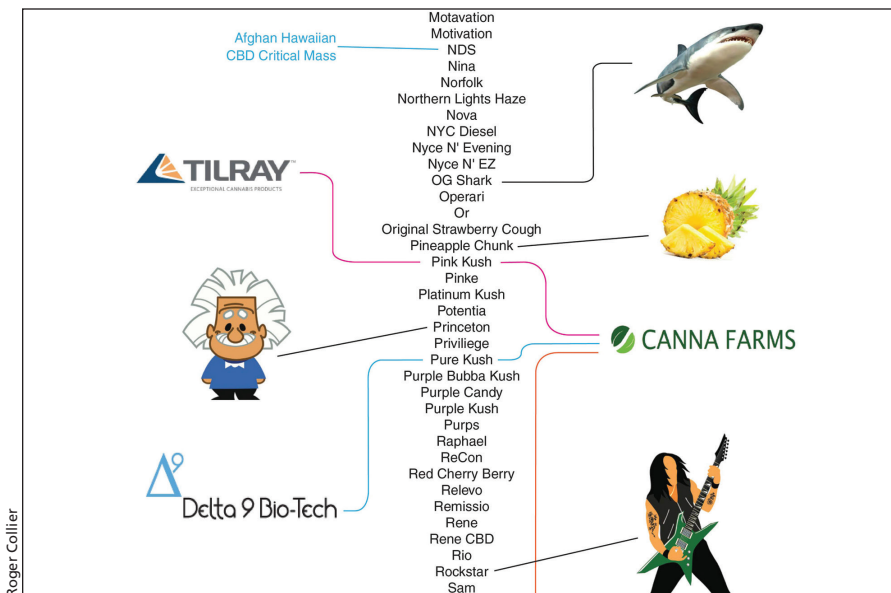 Motavation
Motivation
Afghan Hawaiian
CBD Critical Mass
NDS
Nina
Norfolk
Northern Lights Haze
Nova
NYC Diesel
Nyce N' Evening
Nyce N' EZ
TILRAY™
EXCEPTIONAL CANNABIS PRODUCTS
OG Shark
Operari
Or
Original Strawberry Cough
Pineapple Chunk
Pink Kush
Pinke
Platinum Kush
Potentia
Princeton
Priviliege
CANNA FARMS
Pure Kush
Purple Bubba Kush
Purple Candy
Purple Kush
Purps
Raphael
ReCon
Red Cherry Berry
Relevo
Δ9
Delta 9 Bio-Tech
Remissio
Rene
Rene CBD
Rio
Rockstar
Sam
Roger Collier